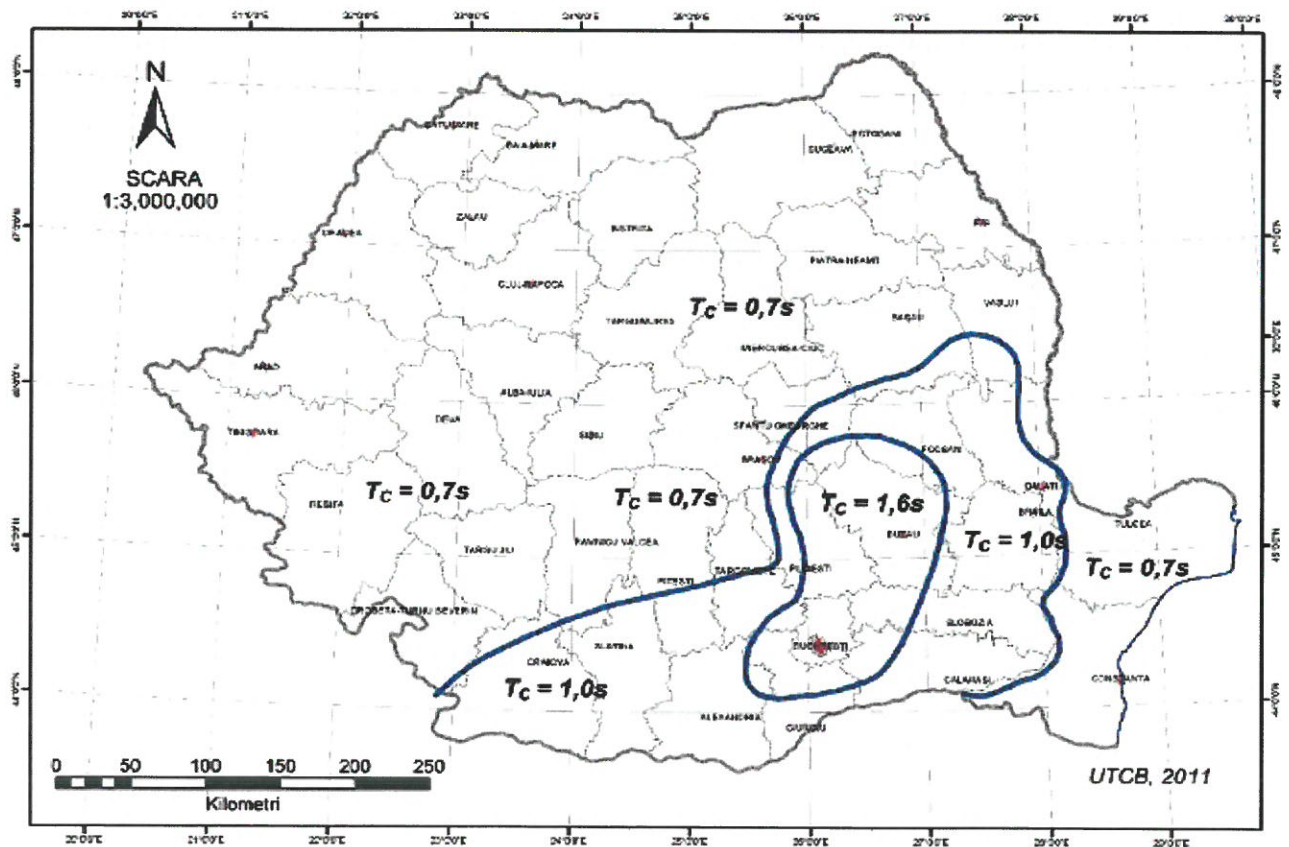 N
SCARA
1:3,000,000
SATU MARE
BAIA MARE
BOTOSANI
SUCEAVA
ZALAU
BISTRITA
IASI
ORADEA
PIATRA NEAMT
CLUJ-NAPOCA
VASLUI
TC = 0,7s
BACAU
TARGU MURES
MIERCUREA CIUC
ARAD
ALBA IULIA
DEVA
SFANTU GHEORGHE
TIMISOARA
SIBIU
FOCSANI
BRASOV
TC = 0,7s
TC = 0,7s
TC = 1,6s
GALATI
RESITA
BRAILA
TULCEA
BUZAU
TC = 1,0s
TARGU JIU
RAMNICU VALCEA
TC = 0,7s
PITESTI
TARGOVISTE
PLOIESTI
DROBETA-TURNU SEVERIN
SLOBOZIA
SLATINA
BUCURESTI
CRAIOVA
CALARASI
CONSTANTA
TC = 1,0s
ALEXANDRIA
GIURGIU
0 50 100 150 200 250
Kilometri
UTCB, 2011